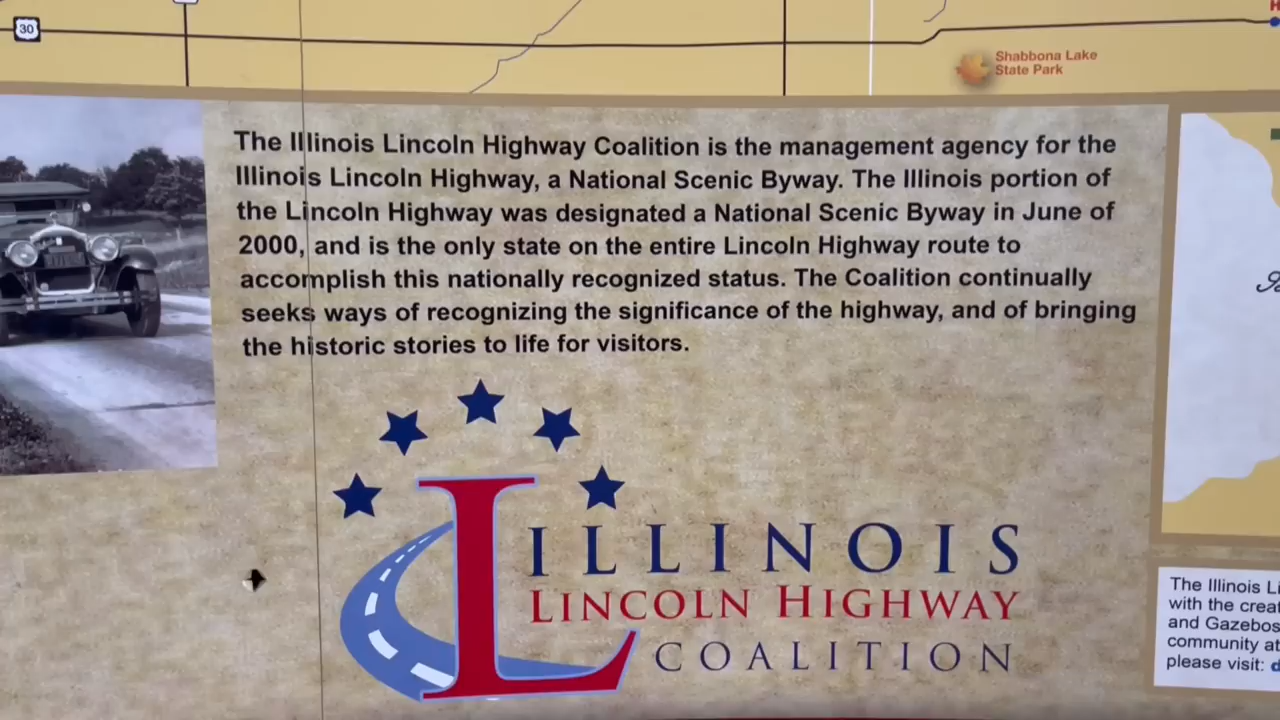 30
Shabbona Lake
State Park
The Illinois Lincoln Highway Coalition is the management agency for the
Illinois Lincoln Highway, a National Scenic Byway. The Illinois portion of
the Lincoln Highway was designated a National Scenic Byway in June of
2000, and is the only state on the entire Lincoln Highway route to
accomplish this nationally recognized status. The Coalition continually
seeks ways of recognizing the significance of the highway, and of bringing
the historic stories to life for visitors.
L
ILLINOIS
LINCOLN HIGHWAY
COALITION
The Illinois Li
with the crea
and Gazebos
community at
please visit: